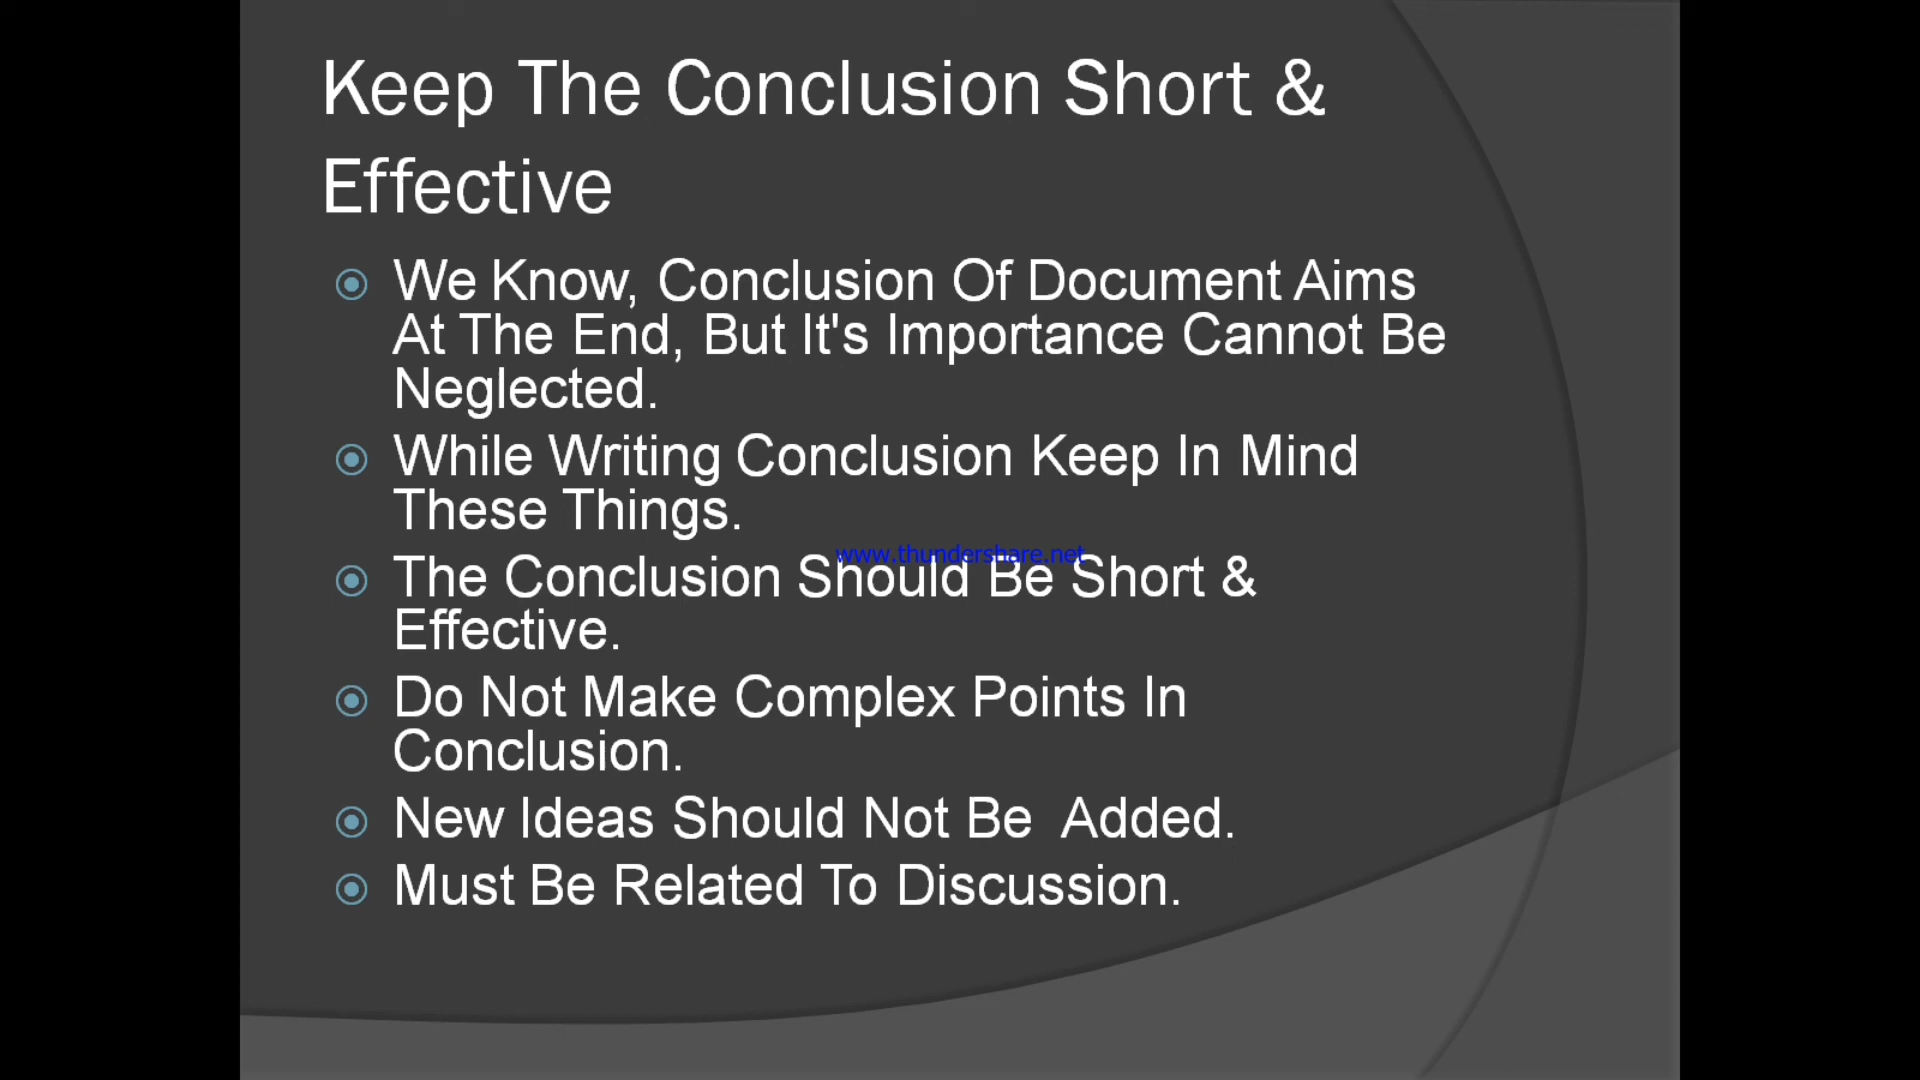 Keep The Conclusion Short &
Effective
We Know, Conclusion Of Document Aims
At The End, But It's Importance Cannot Be
Neglected.
While Writing Conclusion Keep In Mind
These Things.
www.thundershare.net
The Conclusion Should Be Short &
Effective.
Do Not Make Complex Points In
Conclusion.
New Ideas Should Not Be  Added.
Must Be Related To Discussion.